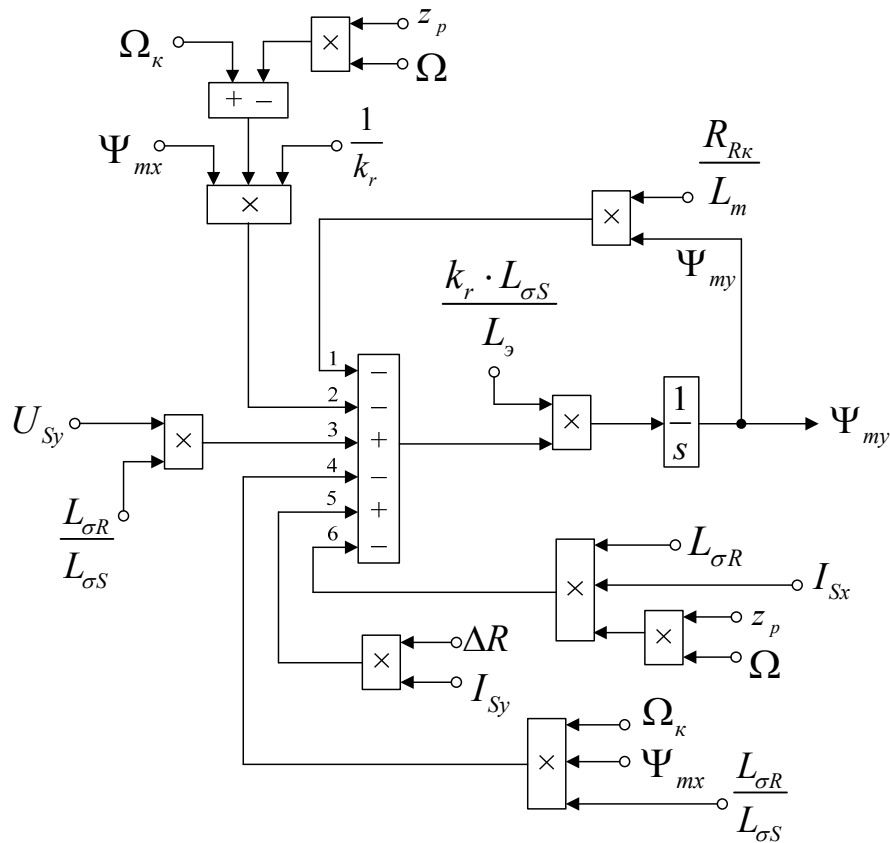 z_p
Ω_к
×
Ω
+ −
Ψ_mx
1/k_r
×
R_Rк/L_m
×
Ψ_my
k_r · L_σS/L_э
1 −
2 −
3 +
4 −
5 +
6 −
U_Sy
×
L_σR/L_σS
×
1/s
Ψ_my
L_σR
×
I_Sx
z_p
×
Ω
ΔR
×
I_Sy
Ω_к
×
Ψ_mx
L_σR/L_σS